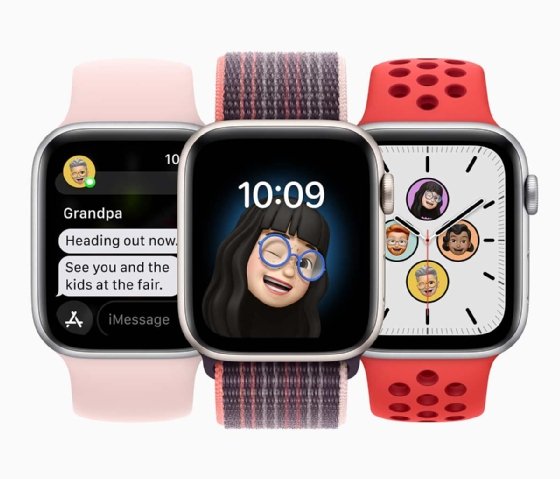 10
Grandpa
Heading out now.
See you and the
kids at the fair.
iMessage
10:09